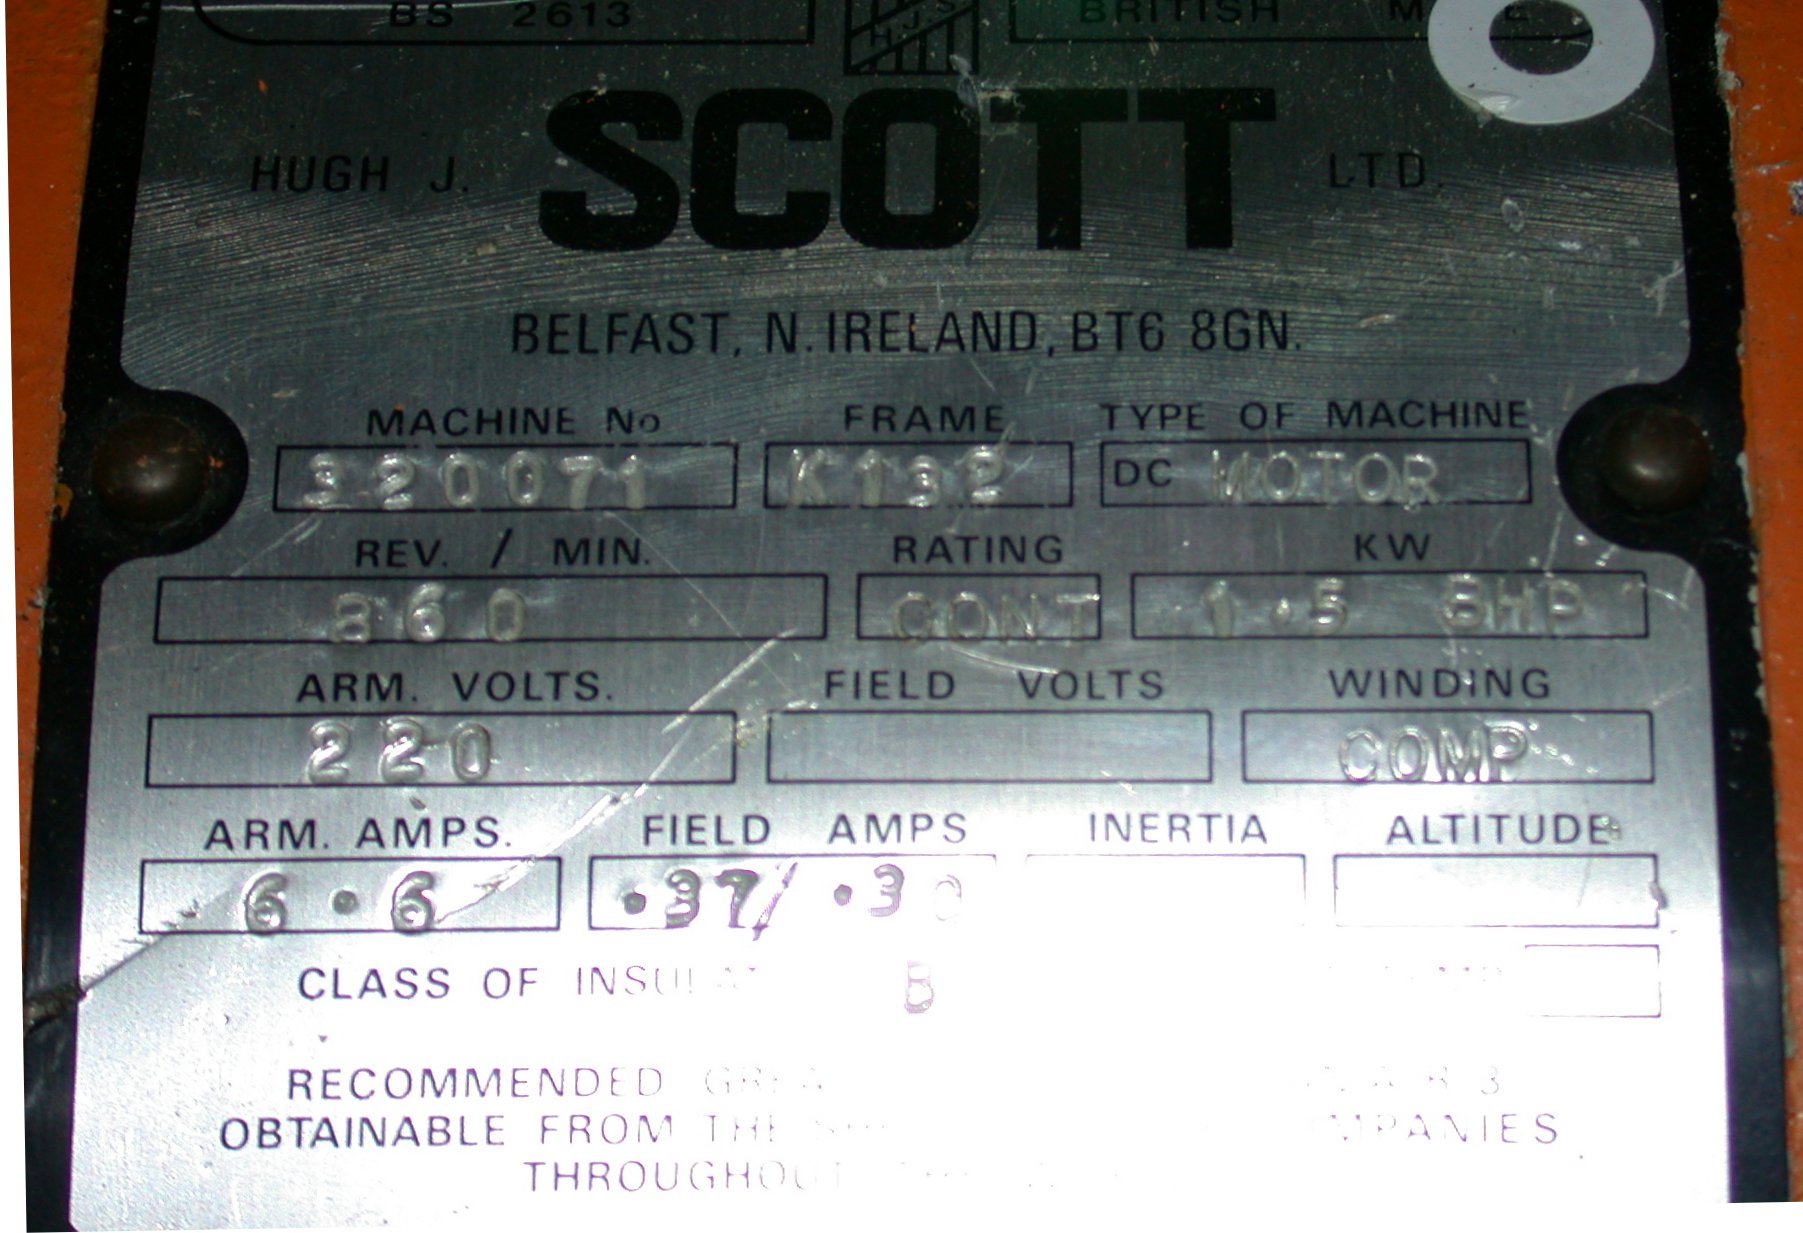 BS 2613 BRITISH
H.J.S.
HUGH J. SCOTT LTD.
BELFAST, N. IRELAND, BT6 8GN.
MACHINE No FRAME TYPE OF MACHINE
320071 K132 DC MOTOR
REV. / MIN. RATING KW
860 CONT 1.5 BHP
ARM. VOLTS. FIELD VOLTS WINDING
220 COMP
ARM. AMPS. FIELD AMPS INERTIA ALTITUDE
6.6 .37/ .30
CLASS OF B
RECOMMENDED
OBTAINABLE FROM THE
THROUGHOUT